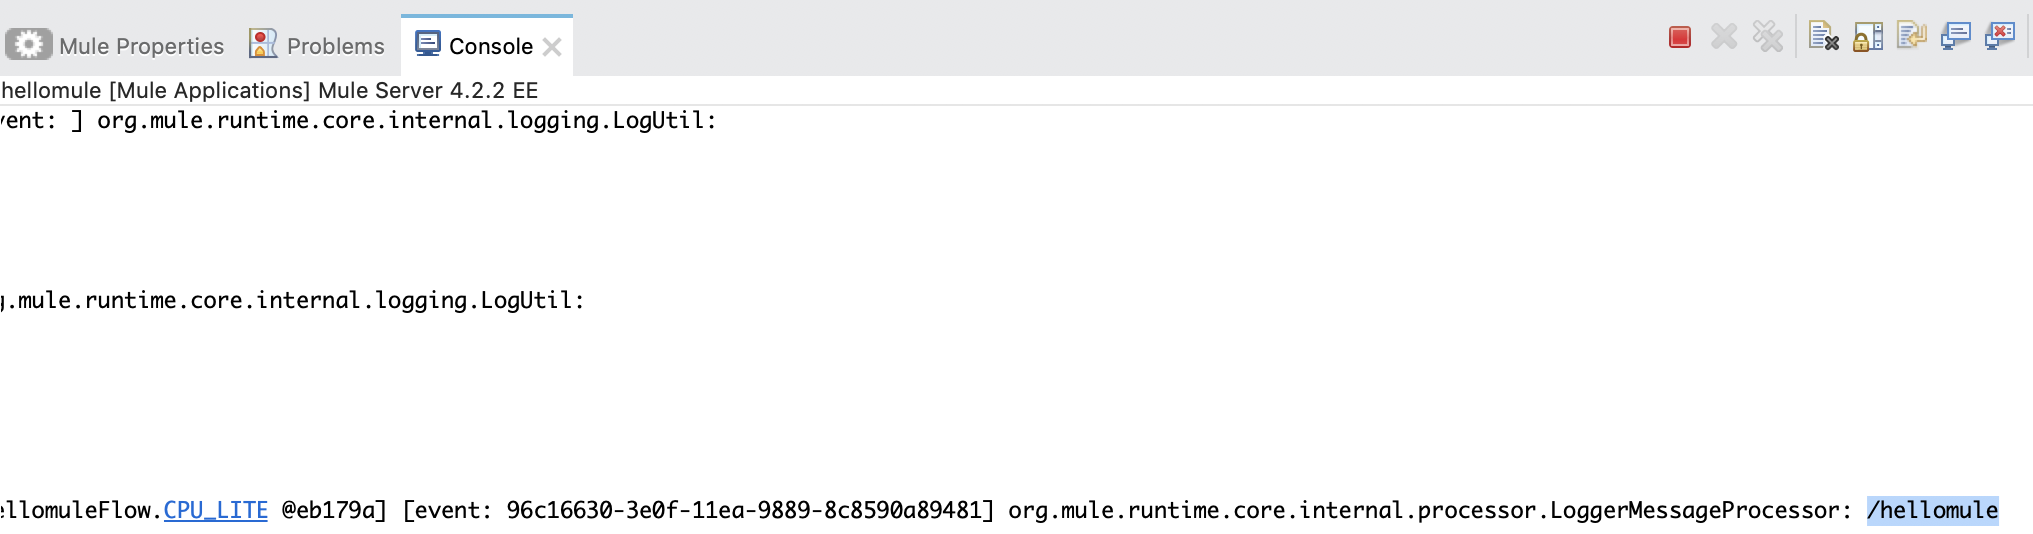 Mule Properties Problems Console
hellomule [Mule Applications] Mule Server 4.2.2 EE
vent: ] org.mule.runtime.core.internal.logging.LogUtil:
g.mule.runtime.core.internal.logging.LogUtil:
ellomuleFlow.CPU_LITE @eb179a] [event: 96c16630-3e0f-11ea-9889-8c8590a89481] org.mule.runtime.core.internal.processor.LoggerMessageProcessor: /hellomule